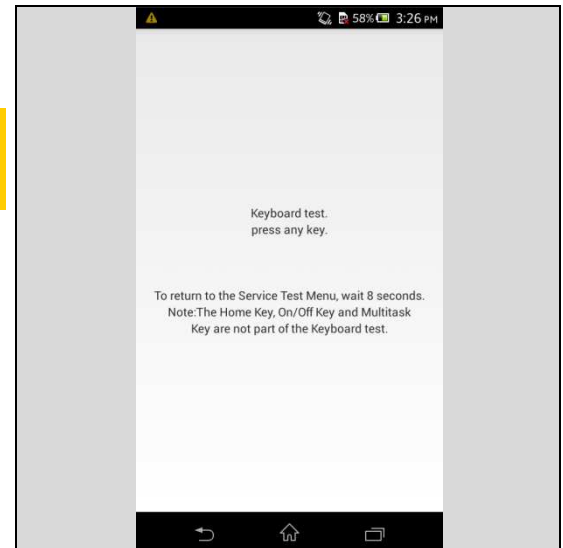 58% 3:26 PM
Keyboard test.
press any key.
To return to the Service Test Menu, wait 8 seconds.
Note:The Home Key, On/Off Key and Multitask
Key are not part of the Keyboard test.